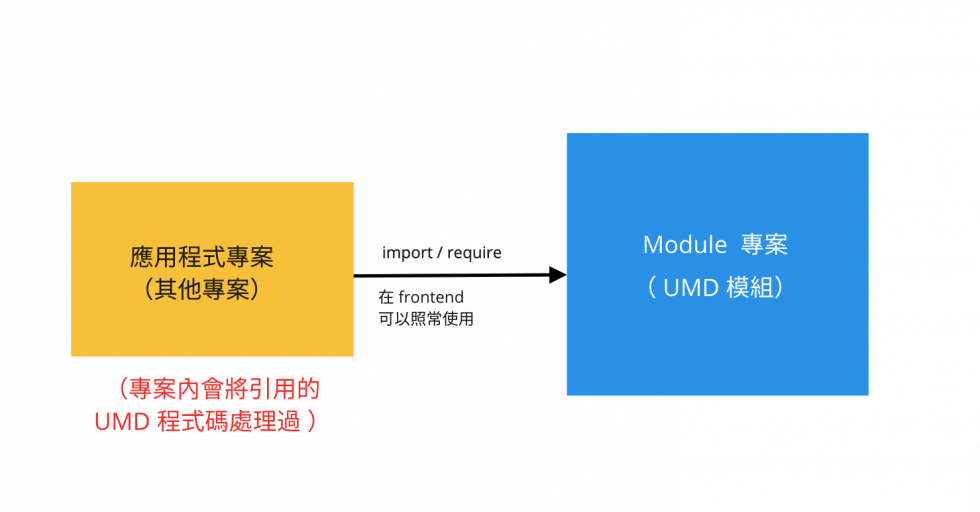 應用程式專案
（其他專案）
import / require
在 frontend
可以照常使用
Module 專案
（ UMD 模組）
（專案內會將引用的
UMD 程式碼處理過 ）